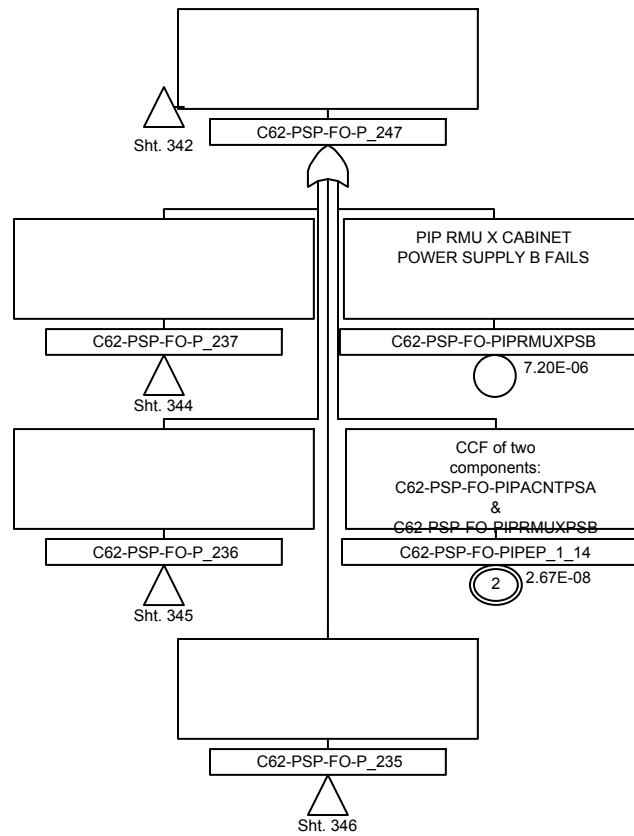 C62-PSP-FO-P_247
Sht. 342
PIP RMU X CABINET
POWER SUPPLY B FAILS
C62-PSP-FO-P_237
C62-PSP-FO-PIPRMUXPSB
7.20E-06
Sht. 344
CCF of two
components:
C62-PSP-FO-PIPACNTPSA
&
C62-PSP-FO-PIPRMUXPSB
C62-PSP-FO-P_236
C62-PSP-FO-PIPEP_1_14
2
2.67E-08
Sht. 345
C62-PSP-FO-P_235
Sht. 346